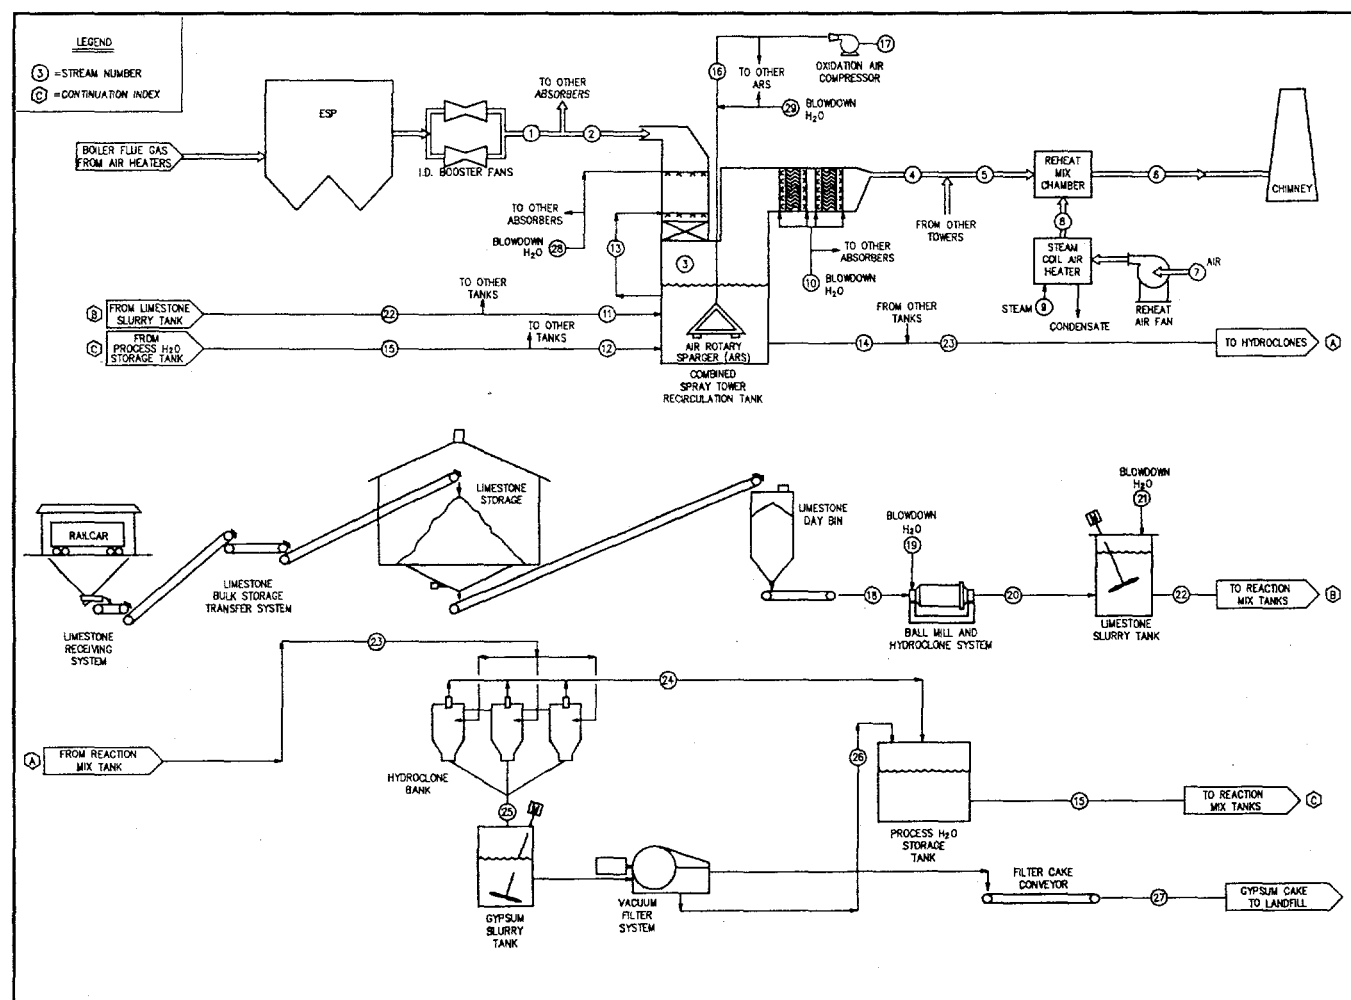 LEGEND
3 =STREAM NUMBER
C =CONTINUATION INDEX
BOILER FLUE GAS
FROM AIR HEATERS
ESP
I.D. BOOSTER FANS
1
TO OTHER
ABSORBERS
2
16
TO OTHER
ARS
17
OXIDATION AIR
COMPRESSOR
29
BLOWDOWN
H2O
TO OTHER
ABSORBERS
BLOWDOWN
H2O
28
13
3
10
BLOWDOWN
H2O
TO OTHER
ABSORBERS
4
FROM OTHER
TOWERS
5
REHEAT
MIX
CHAMBER
6
CHIMNEY
8
STEAM
COIL AIR
HEATER
7
AIR
REHEAT
AIR FAN
STEAM
9
CONDENSATE
B
FROM LIMESTONE
SLURRY TANK
22
TO OTHER
TANKS
11
C
FROM
PROCESS H2O
STORAGE TANK
15
TO OTHER
TANKS
12
AIR ROTARY
SPARGER (ARS)
COMBINED
SPRAY TOWER
RECIRCULATION TANK
14
FROM OTHER
TANKS
23
TO HYDROCLONES
A
RAILCAR
LIMESTONE
RECEIVING
SYSTEM
LIMESTONE
BULK STORAGE
TRANSFER SYSTEM
LIMESTONE
STORAGE
LIMESTONE
DAY BIN
18
BLOWDOWN
H2O
19
BALL MILL AND
HYDROCLONE SYSTEM
20
M
BLOWDOWN
H2O
21
LIMESTONE
SLURRY TANK
22
TO REACTION
MIX TANKS
B
A
FROM REACTION
MIX TANK
23
24
HYDROCLONE
BANK
25
M
GYPSUM
SLURRY
TANK
VACUUM
FILTER
SYSTEM
26
PROCESS H2O
STORAGE
TANK
15
TO REACTION
MIX TANKS
C
FILTER CAKE
CONVEYOR
27
GYPSUM CAKE
TO LANDFILL